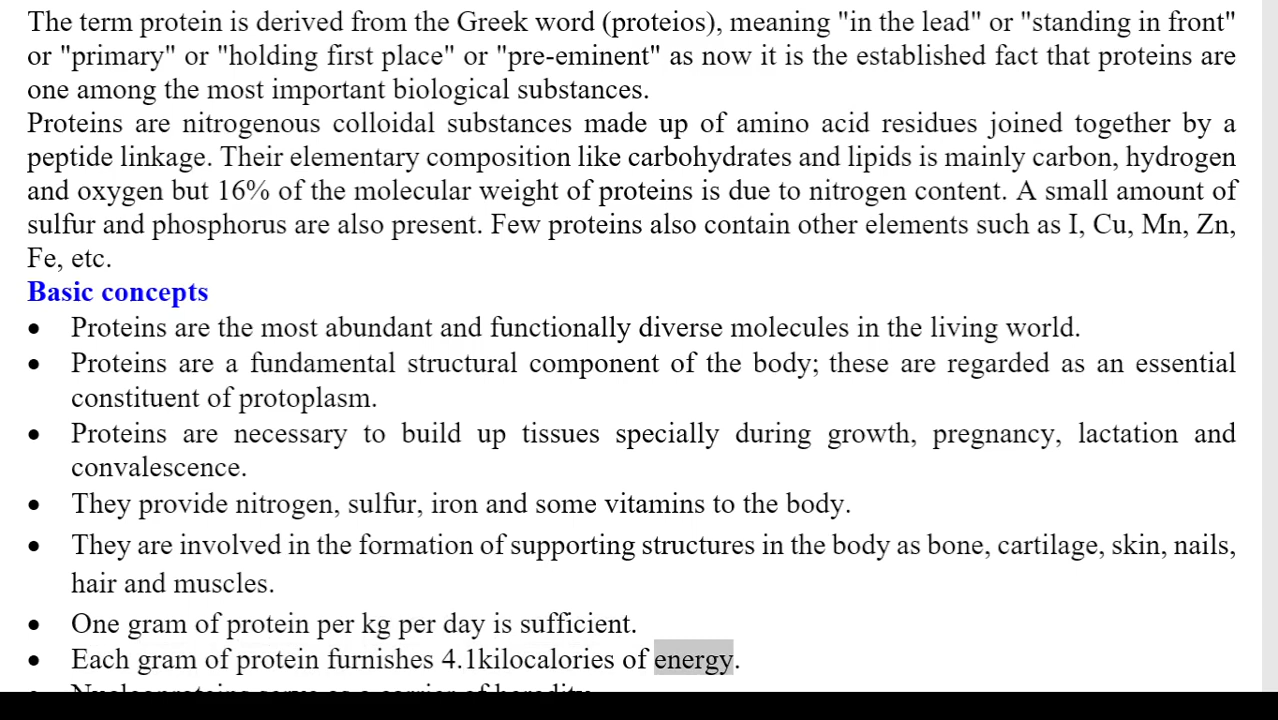 The term protein is derived from the Greek word (proteios), meaning "in the lead" or "standing in front"
or "primary" or "holding first place" or "pre-eminent" as now it is the established fact that proteins are
one among the most important biological substances.
Proteins are nitrogenous colloidal substances made up of amino acid residues joined together by a
peptide linkage. Their elementary composition like carbohydrates and lipids is mainly carbon, hydrogen
and oxygen but 16% of the molecular weight of proteins is due to nitrogen content. A small amount of
sulfur and phosphorus are also present. Few proteins also contain other elements such as I, Cu, Mn, Zn,
Fe, etc.
Basic concepts
• Proteins are the most abundant and functionally diverse molecules in the living world.
• Proteins are a fundamental structural component of the body; these are regarded as an essential
constituent of protoplasm.
• Proteins are necessary to build up tissues specially during growth, pregnancy, lactation and
convalescence.
• They provide nitrogen, sulfur, iron and some vitamins to the body.
• They are involved in the formation of supporting structures in the body as bone, cartilage, skin, nails,
hair and muscles.
• One gram of protein per kg per day is sufficient.
• Each gram of protein furnishes 4.1kilocalories of energy.
• Nucleoproteins serve as a carrier of heredity.